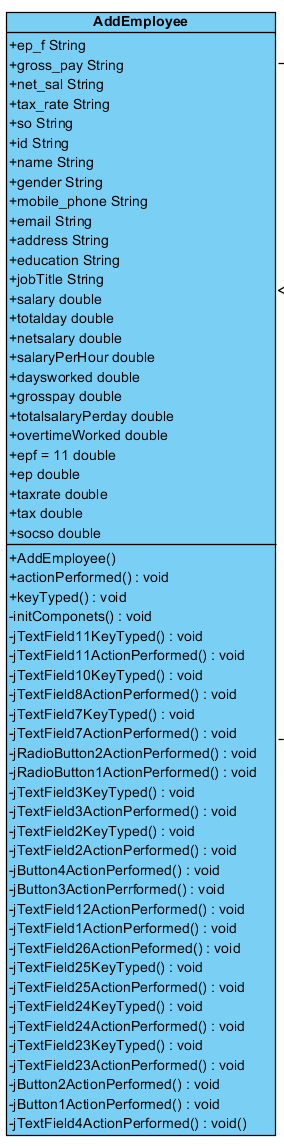 AddEmployee
+ep_f String
+gross_pay String
+net_sal String
+tax_rate String
+so String
+id String
+name String
+gender String
+mobile_phone String
+email String
+address String
+education String
+jobTitle String
+salary double
+totalday double
+netsalary double
+salaryPerHour double
+daysworked double
+grosspay double
+totalsalaryPerday double
+overtimeWorked double
+epf = 11 double
+ep double
+taxrate double
+tax double
+socso double
+AddEmployee()
+actionPerformed() : void
+keyTyped() : void
-initComponets() : void
-jTextField11KeyTyped() : void
-jTextField11ActionPerformed() : void
-jTextField10KeyTyped() : void
-jTextField8ActionPerformed() : void
-jTextField7KeyTyped() : void
-jTextField7ActionPerformed() : void
-jRadioButton2ActionPerformed() : void
-jRadioButton1ActionPerformed() : void
-jTextField3KeyTyped() : void
-jTextField3ActionPerformed() : void
-jTextField2KeyTyped() : void
-jTextField2ActionPerformed() : void
-jButton4ActionPerformed() : void
-jButton3ActionPerrformed() : void
-jTextField12ActionPerformed() : void
-jTextField1ActionPerformed() : void
-jTextField26ActionPeformed() : void
-jTextField25KeyTyped() : void
-jTextField25ActionPerformed() : void
-jTextField24KeyTyped() : void
-jTextField24ActionPerformed() : void
-jTextField23KeyTyped() : void
-jTextField23ActionPerformed() : void
-jButton2ActionPerformed() : void
-jButton1ActionPerformed() : void
-jTextField4ActionPerformed() : void()